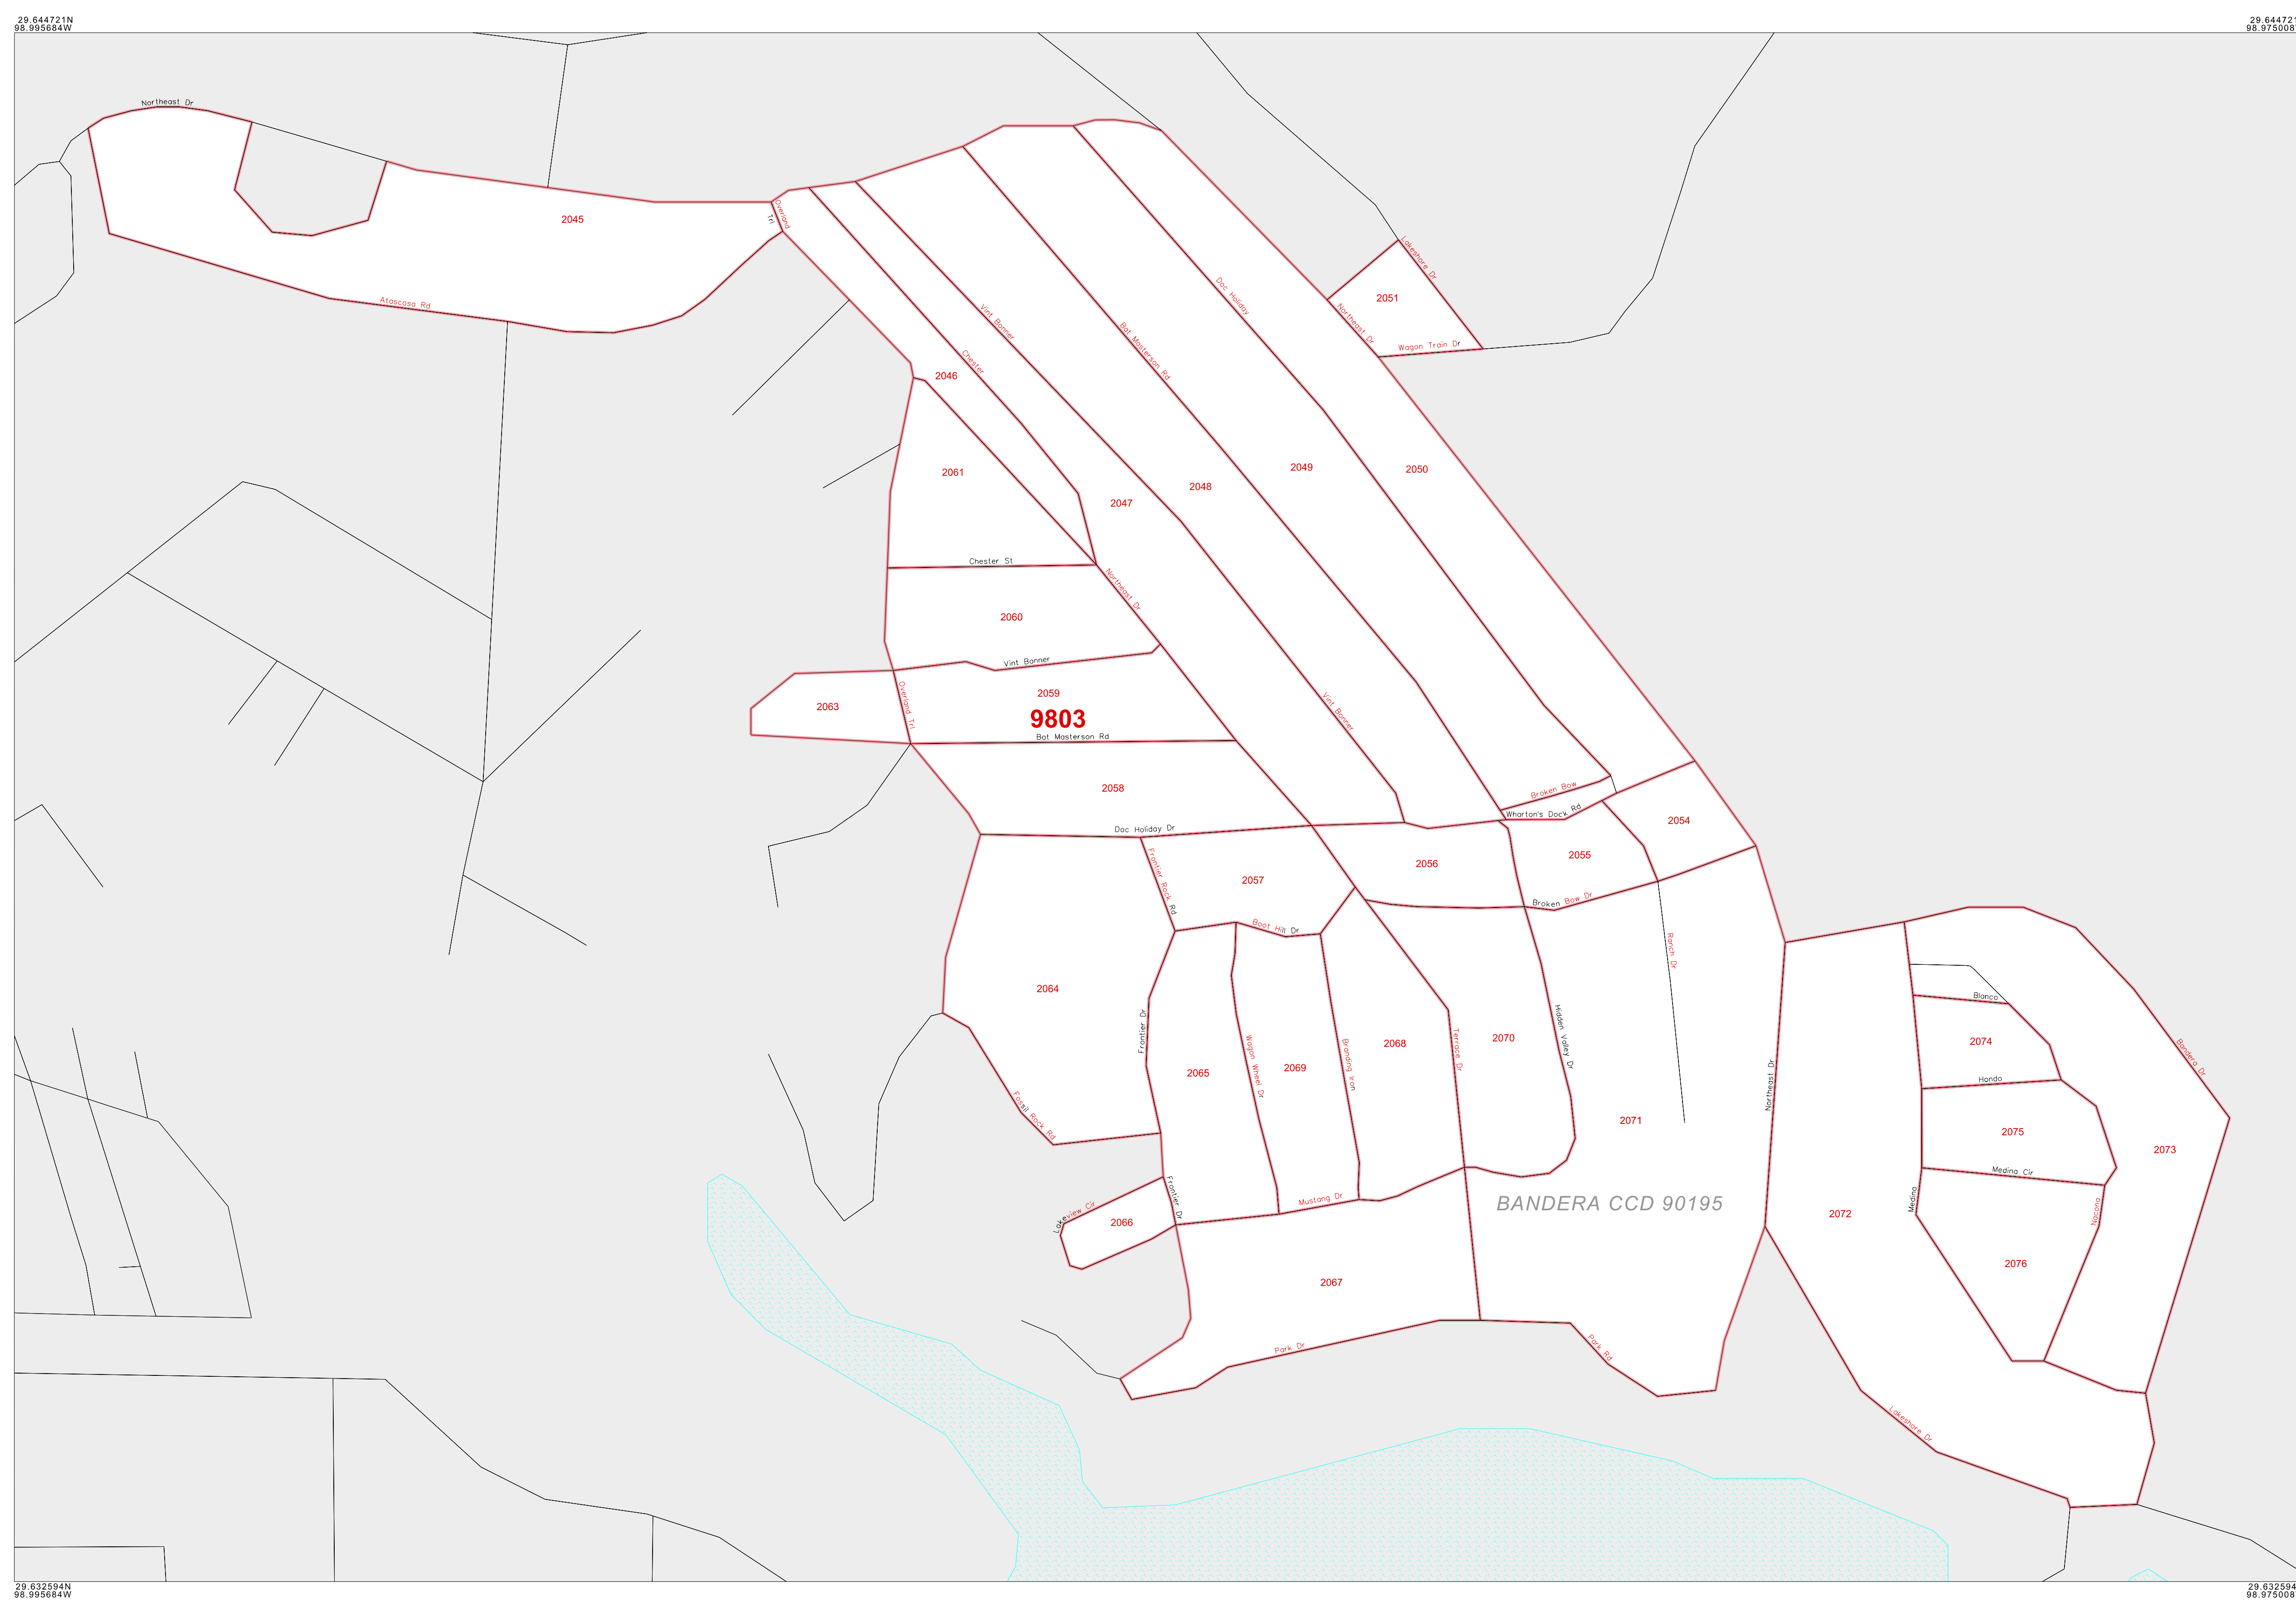 29.644721N
98.995684W
29.644721
98.975008
Northeast Dr
2045
Overland
Trl
Atascosa Rd
Lakeshore Dr
2051
Northeast Dr
Wagon Train Dr
Doc Holiday
Vint Bonner
Bat Masterson Rd
Chester
2046
2061
2047
2048
2049
2050
Chester St
Northeast Dr
2060
Vint Bonner
2059
2063
Overland Trl
9803
Bat Masterson Rd
Vint Bonner
2058
Broken Bow
Wharton's Dock Rd
2054
Doc Holiday Dr
Frontier Rock Rd
2057
2056
2055
Broken Bow Dr
Boot Hill Dr
Ranch Dr
2064
Frontier Dr
2065
Wagon Wheel Dr
2069
Branding Iron
2068
Terrace Dr
2070
Hidden Valley Dr
2071
Northeast Dr
Blanco
2074
Bandera Dr
Hondo
2075
2073
Medina Cir
Fossil Rock Rd
Frontier Dr
Lakeview Cir
2066
Mustang Dr
BANDERA CCD 90195
2072
Medina
Nacona
2076
2067
Park Dr
Park Rd
Lakeshore Dr
29.632594N
98.995684W
29.632594
98.975008